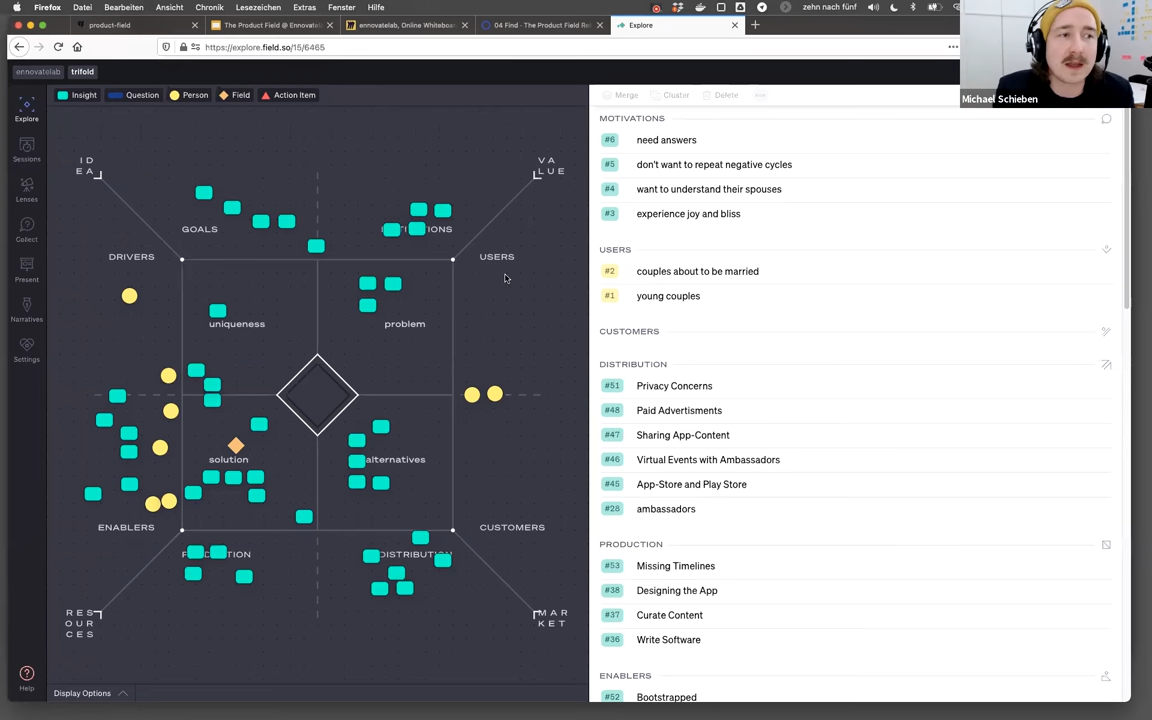 Firefox Datei Bearbeiten Ansicht Chronik Lesezeichen Extras Fenster Hilfe zehn nach fünf
product-field
The Product Field @ Ennovatel
ennovatelab, Online Whiteboar
04 Find - The Product Field Re
Explore
https://explore.field.so/15/6465
ennovatelab trifold
Michael Schieben
Insight Question Person Field Action Item
Merge Clustor Delete
Explore
Sessions
Lenses
Collect
Present
Narratives
Settings
Help
ID
EA
VA
LUE
GOALS
DRIVERS
USERS
uniqueness
problem
solution
alternatives
ENABLERS
CUSTOMERS
DISTRIBUT
RES
OUR
CES
MAR
KET
Display Options
MOTIVATIONS
#6 need answers
#5 don't want to repeat negative cycles
#4 want to understand their spouses
#3 experience joy and bliss
USERS
#2 couples about to be married
#1 young couples
CUSTOMERS
DISTRIBUTION
#51 Privacy Concerns
#48 Paid Advertisments
#47 Sharing App-Content
#46 Virtual Events with Ambassadors
#45 App-Store and Play Store
#28 ambassadors
PRODUCTION
#53 Missing Timelines
#38 Designing the App
#37 Curate Content
#36 Write Software
ENABLERS
#52 Bootstrapped